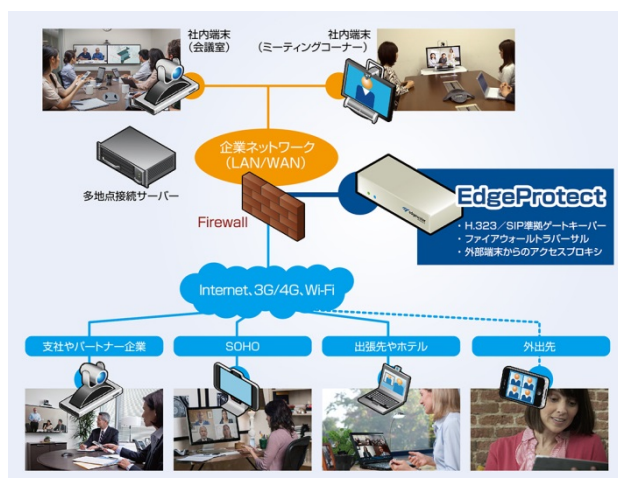 社内端末
(会議室)
社内端末
(ミーティングコーナー)
企業ネットワーク
(LAN/WAN)
多地点接続サーバー
Firewall
EdgeProtect
・H.323/SIP準拠ゲートキーパー
・ファイアウォールトラバーサル
・外部端末からのアクセスプロキシ
Internet、3G/4G、Wi-Fi
支社やパートナー企業
SOHO
出張先やホテル
外出先